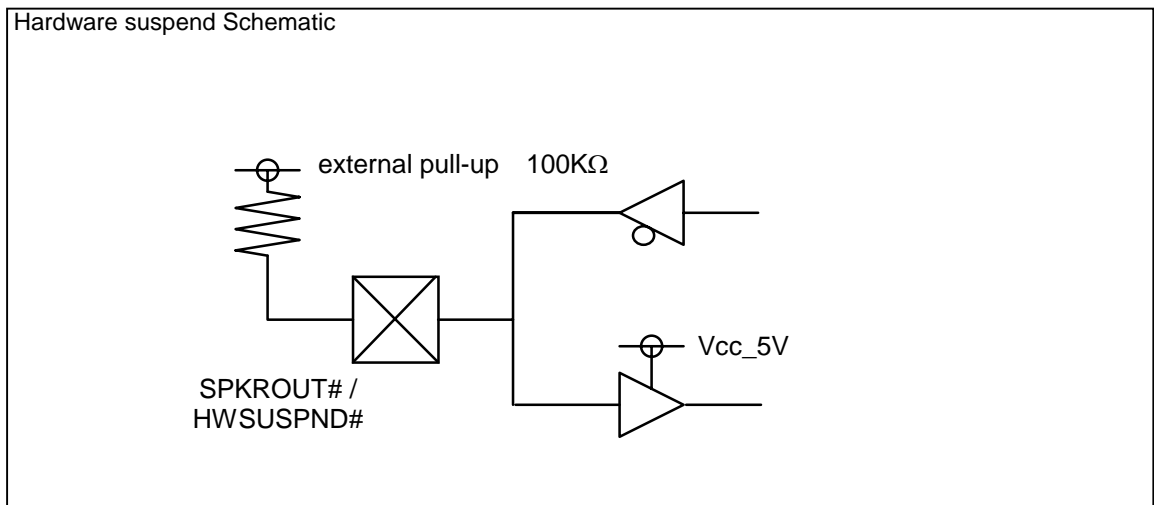 Hardware suspend Schematic
external pull-up 100KΩ
Vcc_5V
SPKROUT# /
HWSUSPND#